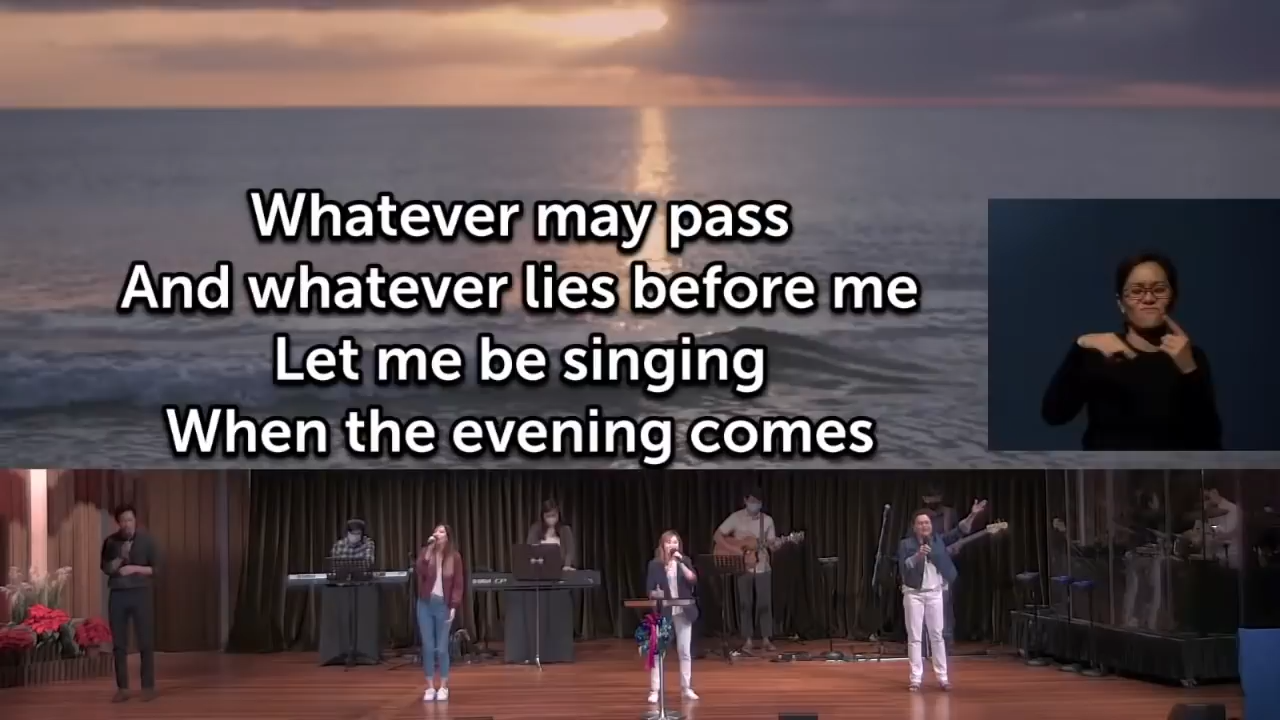 Whatever may pass
And whatever lies before me
Let me be singing
When the evening comes